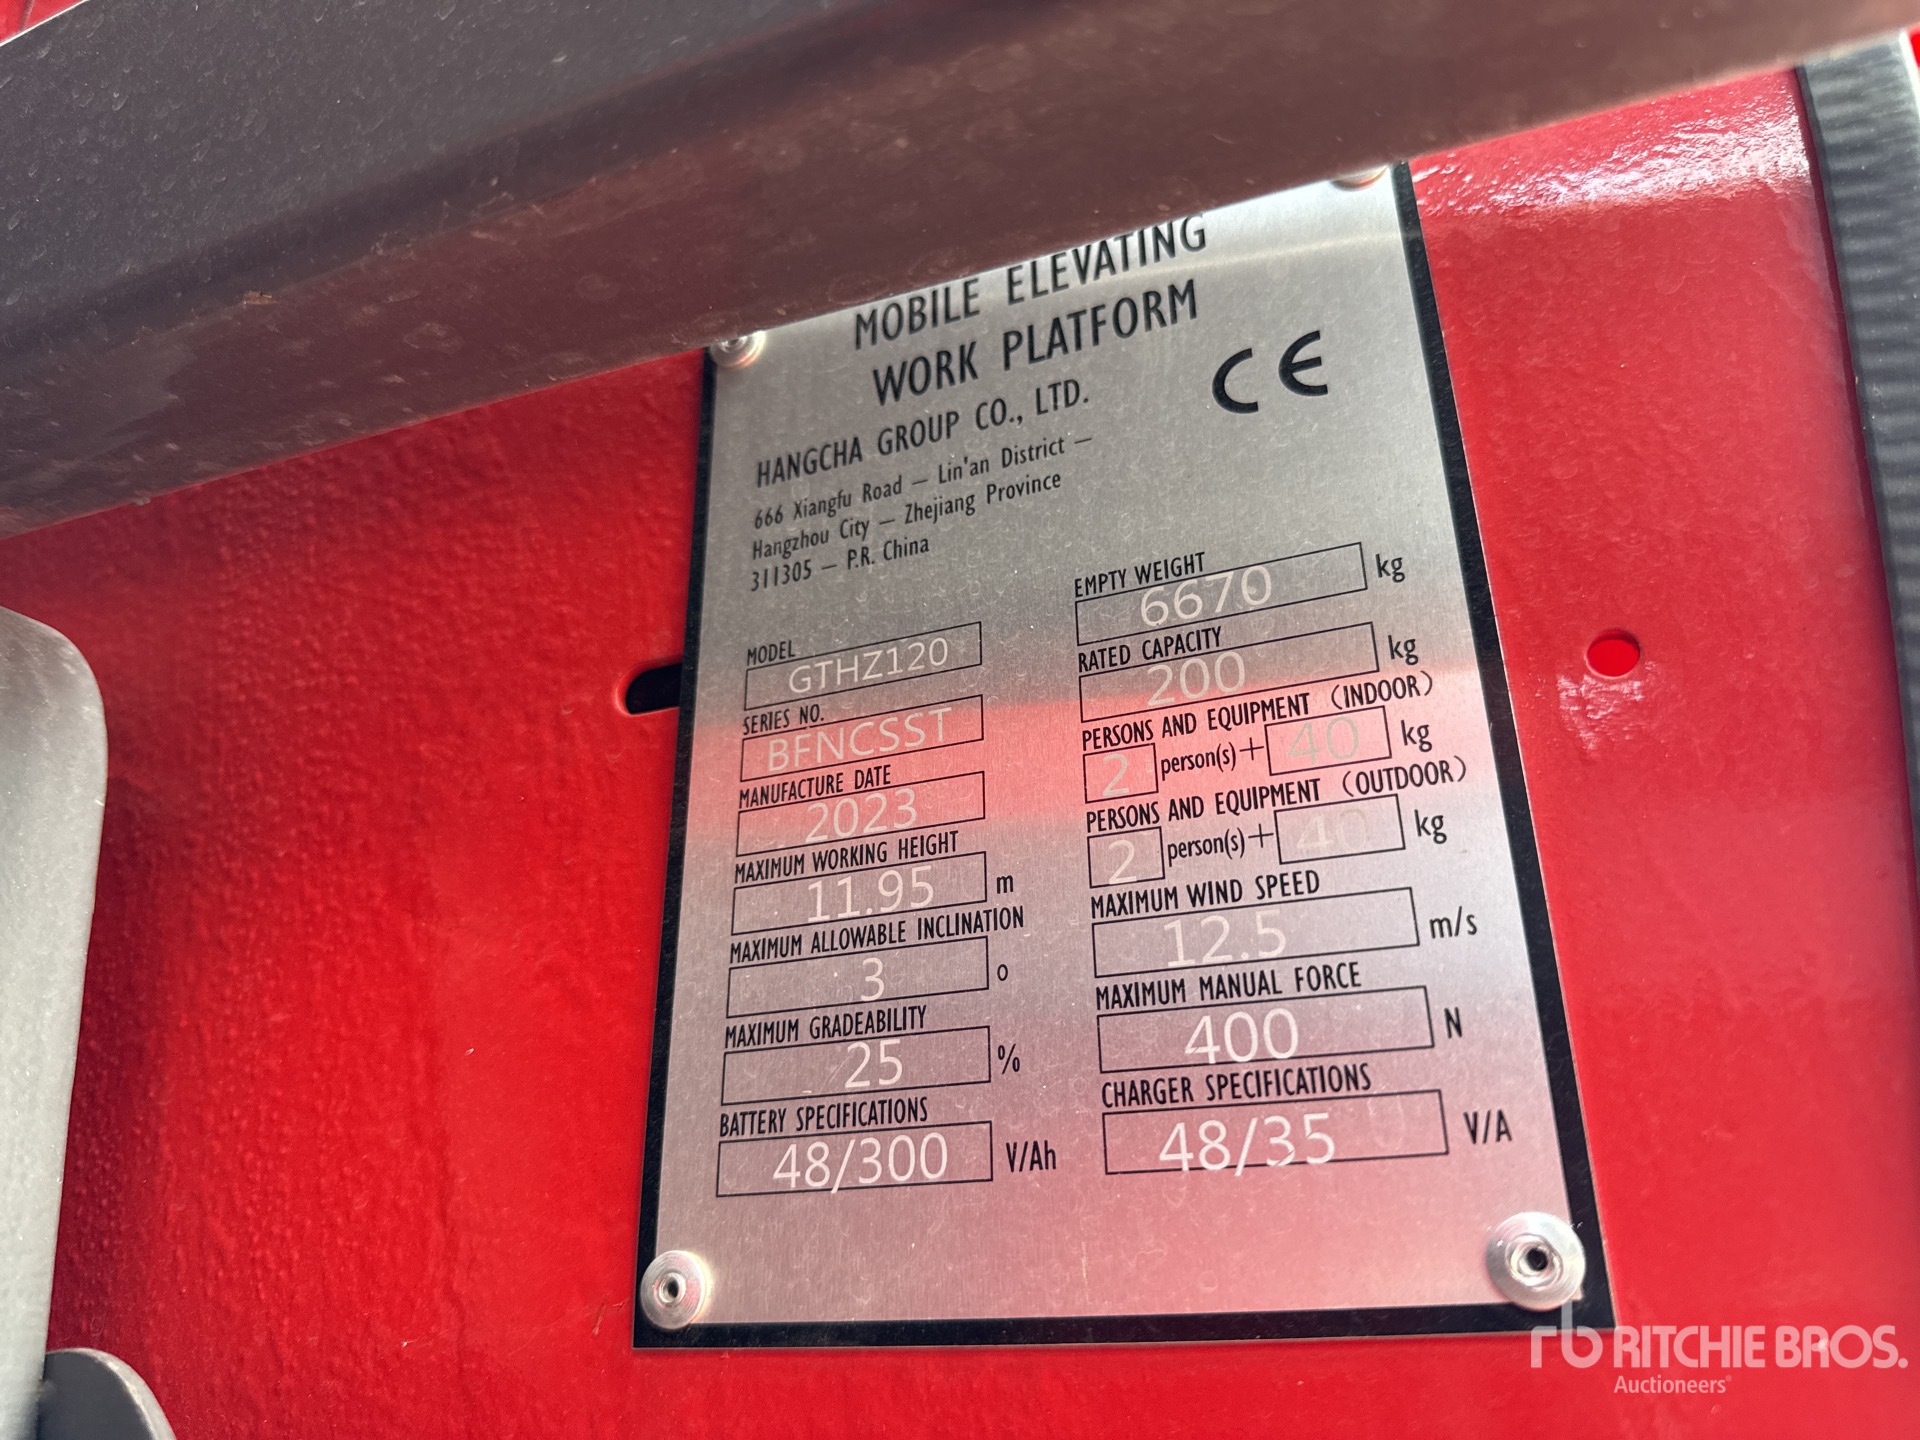 MOBILE ELEVATING
WORK PLATFORM
CE
HANGCHA GROUP CO., LTD.
666 Xiangfu Road – Lin'an District –
Hangzhou City – Zhejiang Province
311305 – P.R. China
MODEL
GTHZ120
SERIES NO.
BFNCSST
MANUFACTURE DATE
2023
MAXIMUM WORKING HEIGHT
11.95 m
MAXIMUM ALLOWABLE INCLINATION
3 °
MAXIMUM GRADEABILITY
25 %
BATTERY SPECIFICATIONS
48/300 V/Ah
EMPTY WEIGHT
6670 kg
RATED CAPACITY
200 kg
PERSONS AND EQUIPMENT (INDOOR)
2 person(s)+ 40 kg
PERSONS AND EQUIPMENT (OUTDOOR)
2 person(s)+ 40 kg
MAXIMUM WIND SPEED
12.5 m/s
MAXIMUM MANUAL FORCE
400 N
CHARGER SPECIFICATIONS
48/35 V/A
rb RITCHIE BROS.
Auctioneers